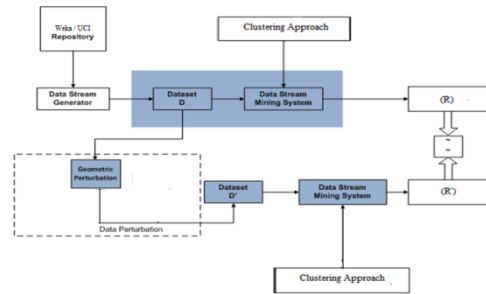 Weka / UCI
Repository
Clustering Approach
Data Stream
Generator
Dataset
D
Data Stream
Mining System
(R)
~
~
Geometric
Perturbation
Dataset
D'
Data Stream
Mining System
(R')
Data Perturbation
Clustering Approach